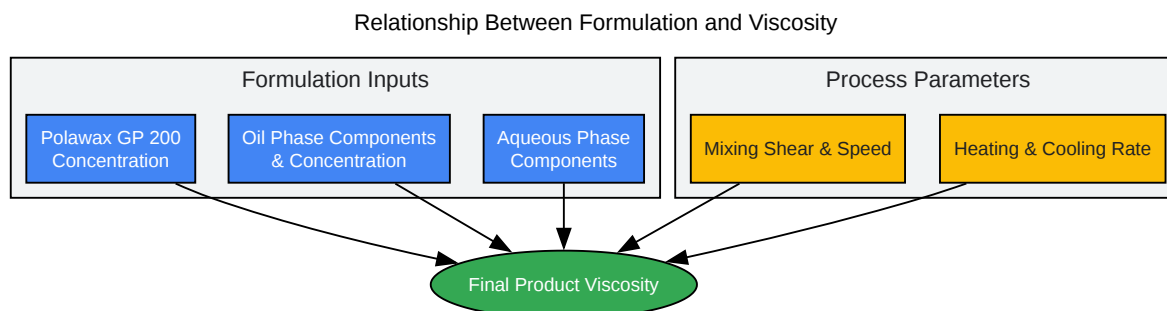 Relationship Between Formulation and Viscosity
Formulation Inputs
Process Parameters
Polawax GP 200
Concentration
Oil Phase Components
& Concentration
Aqueous Phase
Components
Mixing Shear & Speed
Heating & Cooling Rate
Final Product Viscosity